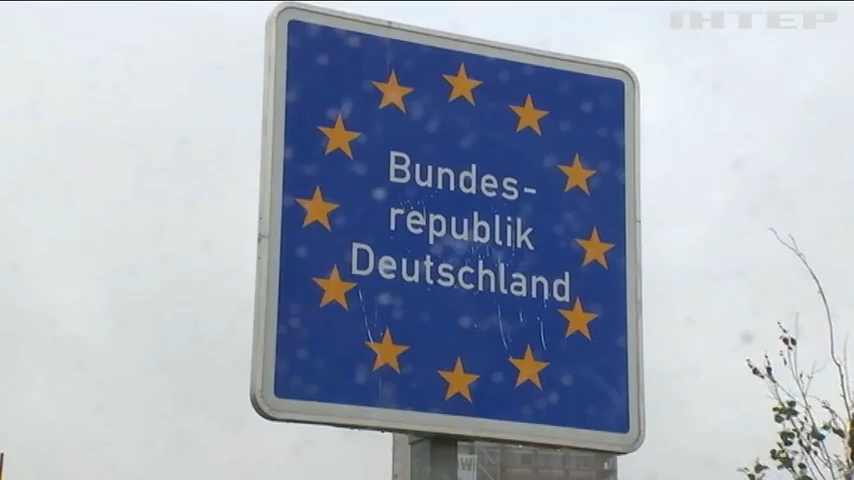 ІНТЕР
Bundes-
republik
Deutschland
W